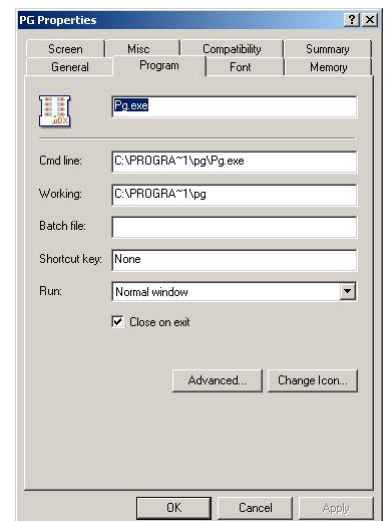 PG Properties
Screen Misc Compatibility Summary
General Program Font Memory
µDX
Pg.exe
Cmd line: C:\PROGRA~1\pg\Pg.exe
Working: C:\PROGRA~1\pg
Batch file:
Shortcut key: None
Run: Normal window
Close on exit
Advanced... Change Icon...
OK Cancel Apply